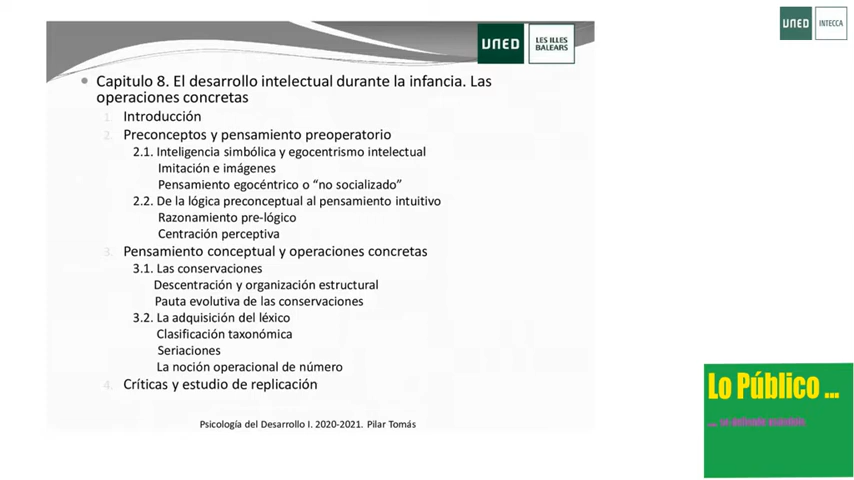 UNED
LES ILLES
BALEARS
UNED
INTECCA
Capitulo 8. El desarrollo intelectual durante la infancia. Las
operaciones concretas
1. Introducción
2. Preconceptos y pensamiento preoperatorio
2.1. Inteligencia simbólica y egocentrismo intelectual
Imitación e imágenes
Pensamiento egocéntrico o “no socializado”
2.2. De la lógica preconceptual al pensamiento intuitivo
Razonamiento pre-lógico
Centración perceptiva
3. Pensamiento conceptual y operaciones concretas
3.1. Las conservaciones
Descentración y organización estructural
Pauta evolutiva de las conservaciones
3.2. La adquisición del léxico
Clasificación taxonómica
Seriaciones
La noción operacional de número
4. Críticas y estudio de replicación
Lo Público ...
Psicología del Desarrollo I. 2020-2021. Pilar Tomás